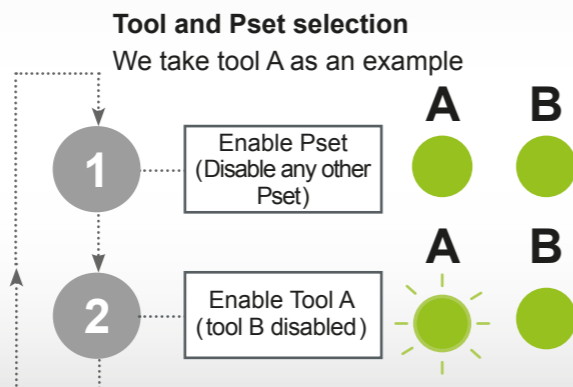 Tool and Pset selection
We take tool A as an example
A B
1
Enable Pset
(Disable any other
Pset)
A B
2
Enable Tool A
(tool B disabled)